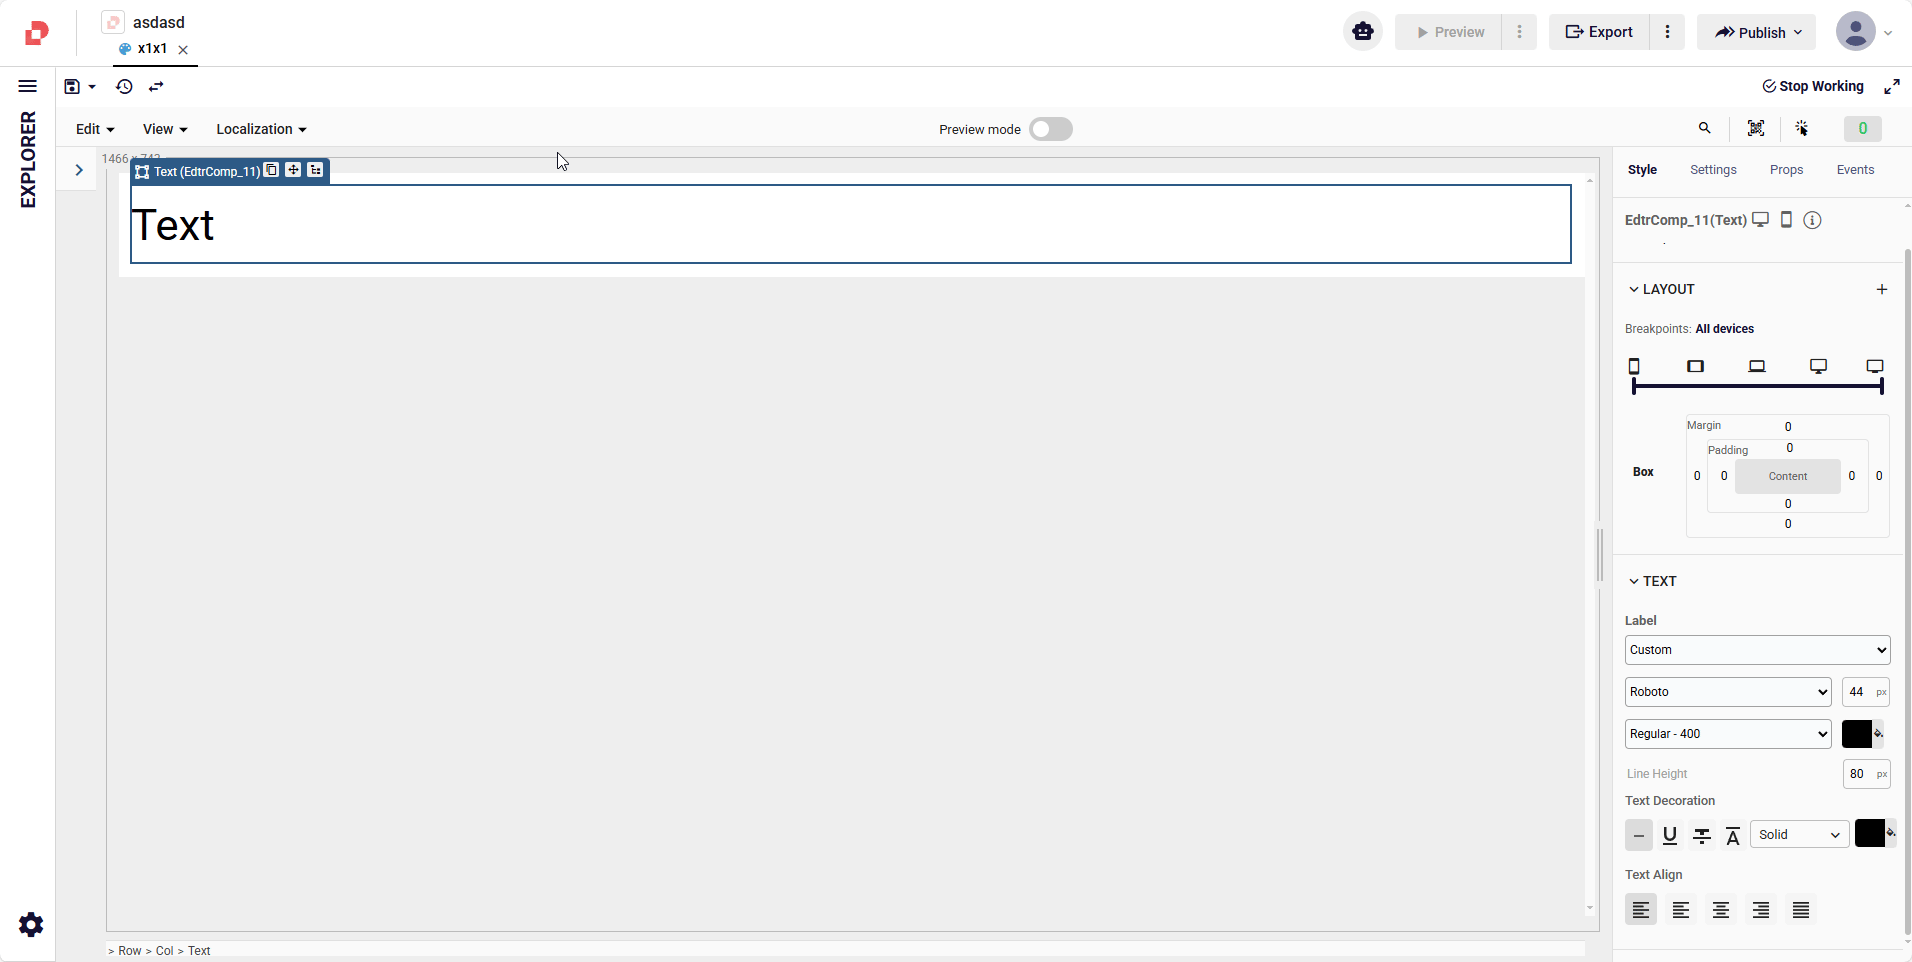 asdasd
x1x1
Preview
Export
Publish
EXPLORER
Stop Working
Edit
View
Localization
Preview mode
0
1466 x 743
Text (EdtrComp_11)
Text
> Row > Col > Text
Style
Settings
Props
Events
EdtrComp_11(Text)
LAYOUT
Breakpoints: All devices
Margin
0
Padding
0
Box
0
0
Content
0
0
0
0
TEXT
Label
Custom
Roboto
44 px
Regular - 400
Line Height
80 px
Text Decoration
Solid
Text Align